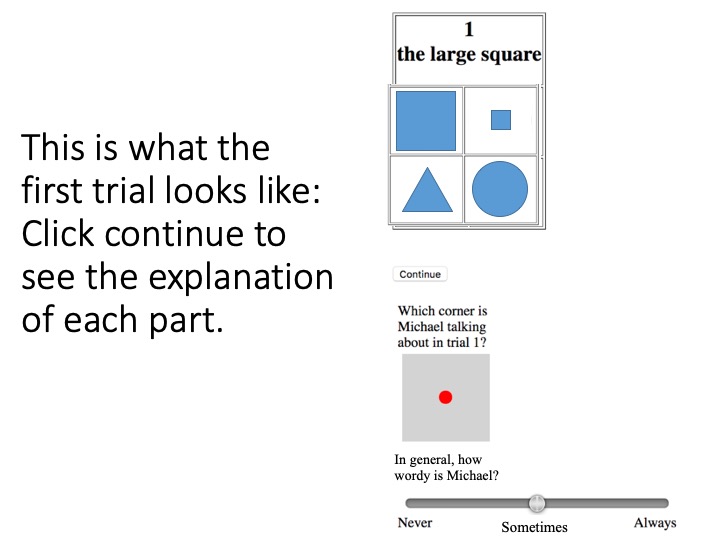 This is what the
first trial looks like:
Click continue to
see the explanation
of each part.
1
the large square
Continue
Which corner is
Michael talking
about in trial 1?
In general, how
wordy is Michael?
Never
Sometimes
Always